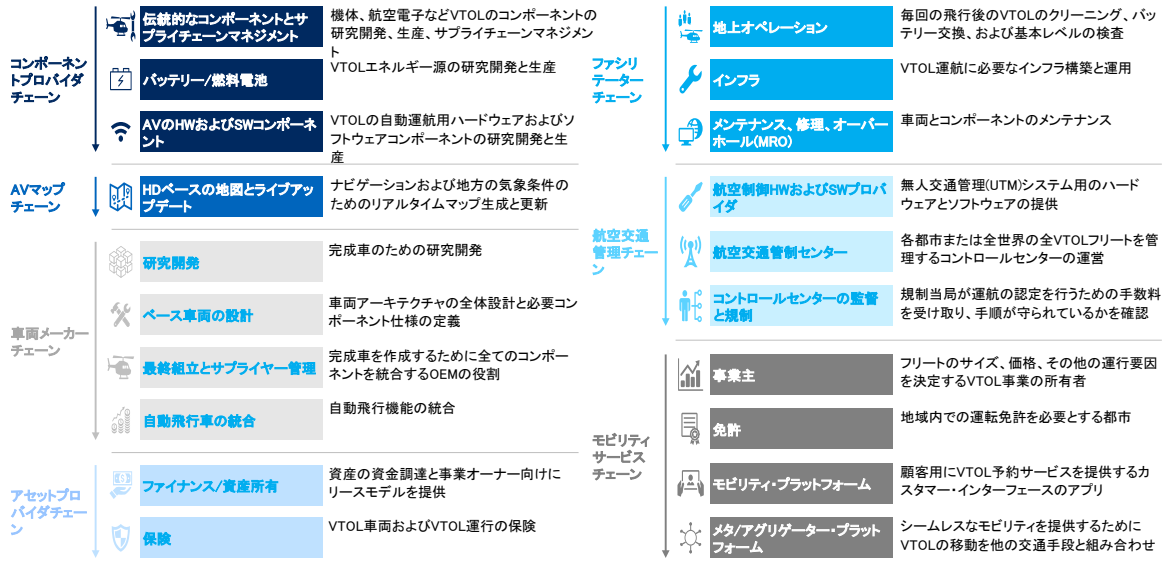 コンポーネン
トプロバイダ
チェーン
伝統的なコンポーネントとサ
プライチェーンマネジメント
機体、航空電子などVTOLのコンポーネントの
研究開発、生産、サプライチェーンマネジメン
ト
バッテリー/燃料電池
VTOLエネルギー源の研究開発と生産
AVのHWおよびSWコンポーネ
ント
VTOLの自動運航用ハードウェアおよびソ
フトウェアコンポーネントの研究開発と生
産
AVマップ
チェーン
HDベースの地図とライブアッ
プデート
ナビゲーションおよび地方の気象条件の
ためのリアルタイムマップ生成と更新
車両メーカー
チェーン
研究開発
完成車のための研究開発
ベース車両の設計
車両アーキテクチャの全体設計と必要コン
ポーネント仕様の定義
最終組立とサプライヤー管理
完成車を作成するために全てのコンポー
ネントを統合するOEMの役割
自動飛行車の統合
自動飛行機能の統合
アセットプロ
バイダチェー
ン
ファイナンス/資産所有
資産の資金調達と事業オーナー向けに
リースモデルを提供
保険
VTOL車両およびVTOL運行の保険
ファシリ
テーター
チェーン
地上オペレーション
毎回の飛行後のVTOLのクリーニング、バッ
テリー交換、および基本レベルの検査
インフラ
VTOL運航に必要なインフラ構築と運用
メンテナンス、修理、オーバー
ホール(MRO)
車両とコンポーネントのメンテナンス
航空交通
管理チェー
ン
航空制御HWおよびSWプロバ
イダ
無人交通管理(UTM)システム用のハード
ウェアとソフトウェアの提供
航空交通管制センター
各都市または全世界の全VTOLフリートを管
理するコントロールセンターの運営
コントロールセンターの監督
と規制
規制当局が運航の認定を行うための手数料
を受け取り、手順が守られているかを確認
モビリティ
サービス
チェーン
事業主
フリートのサイズ、価格、その他の運行要因
を決定するVTOL事業の所有者
免許
地域内での運転免許を必要とする都市
モビリティ・プラットフォーム
顧客用にVTOL予約サービスを提供するカ
スタマー・インターフェースのアプリ
メタ/アグリゲーター・プラット
フォーム
シームレスなモビリティを提供するために
VTOLの移動を他の交通手段と組み合わせ